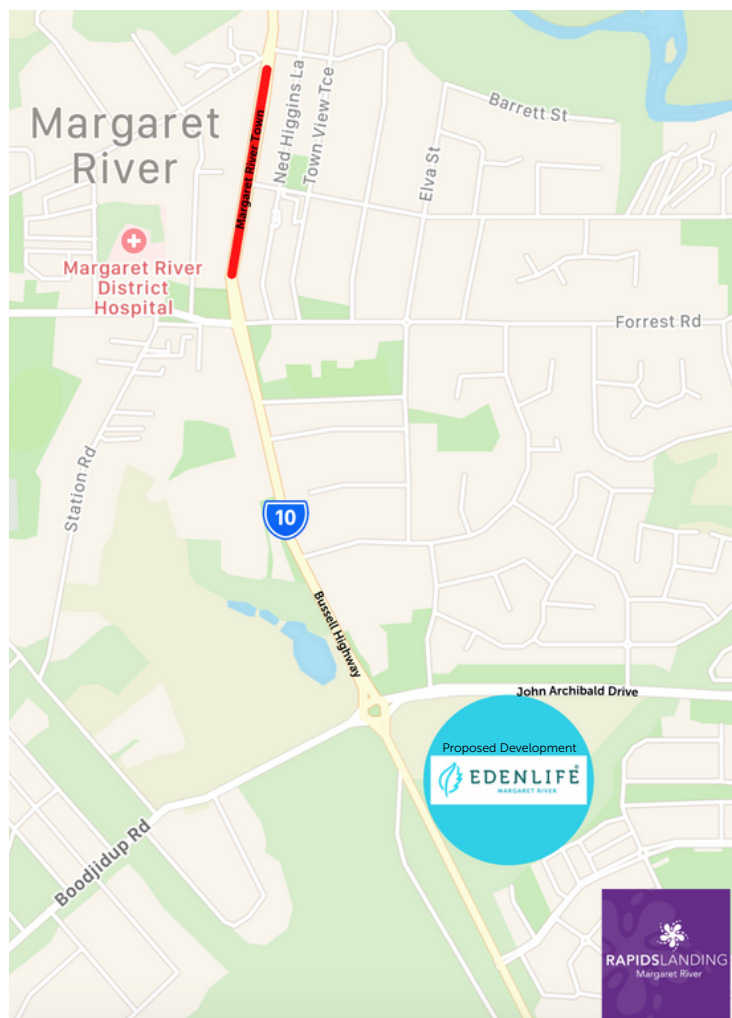 Barrett St
Ned Higgins La
Town View Tce
Margaret River Town
Elva St
Margaret
River
Margaret River
District
Hospital
Forrest Rd
Station Rd
10
Bussell Highway
John Archibald Drive
Proposed Development
EDENLIFE®
MARGARET RIVER
Boodjidup Rd
RAPIDSLANDING
Margaret River